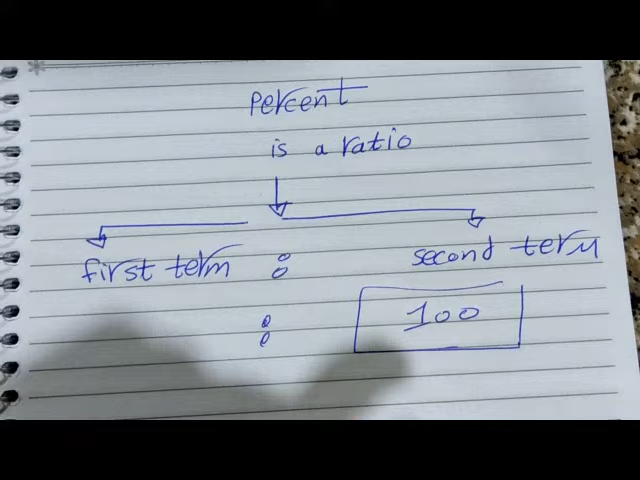 percent
is a ratio
first term : second term
: 100